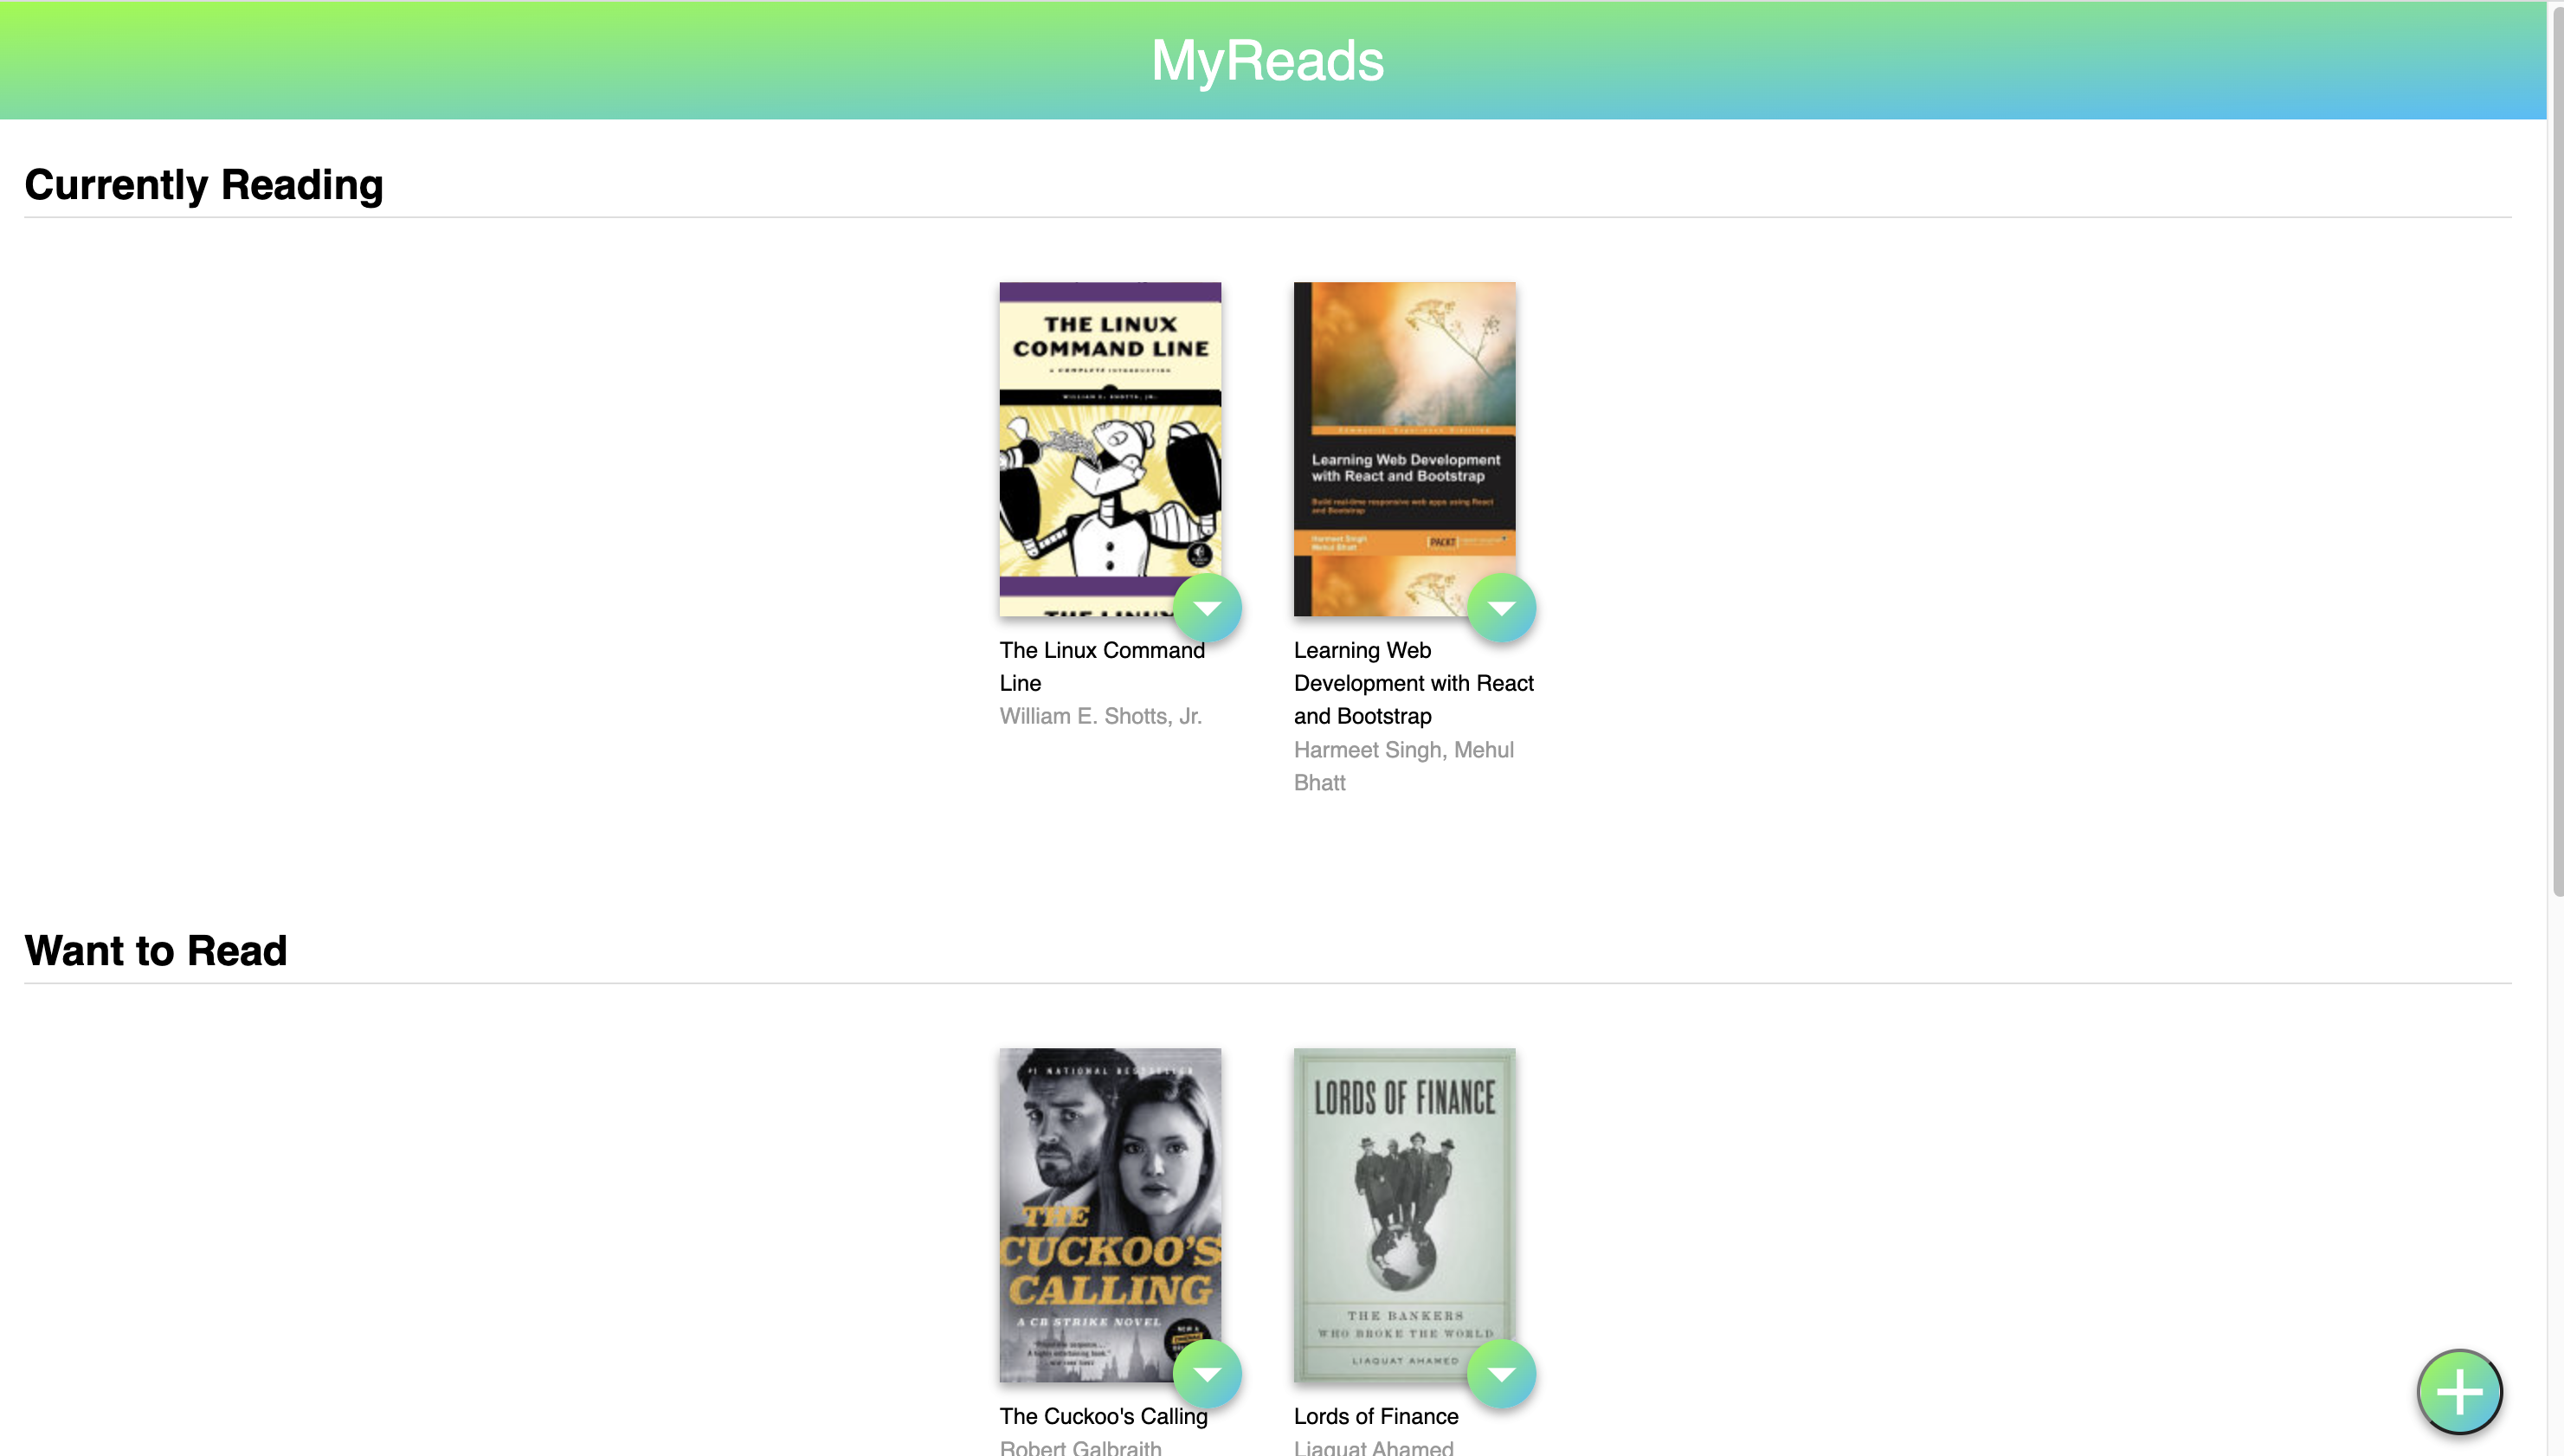 MyReads
Currently Reading
THE LINUX
COMMAND LINE
A COMPLETE INTRODUCTION
WILLIAM E. SHOTTS, JR.
THE LINUX
Learning Web Development
with React and Bootstrap
Build real-time responsive web apps using React
and Bootstrap
Harmeet Singh
Mehul Bhatt
PACKT
The Linux Command
Line
William E. Shotts, Jr.
Learning Web
Development with React
and Bootstrap
Harmeet Singh, Mehul
Bhatt
Want to Read
#1 NATIONAL BESTSELLER
THE
CUCKOO'S
CALLING
A CB STRIKE NOVEL
LORDS OF FINANCE
THE BANKERS
WHO BROKE THE WORLD
LIAQUAT AHAMED
The Cuckoo's Calling
Robert Galbraith
Lords of Finance
Liaquat Ahamed